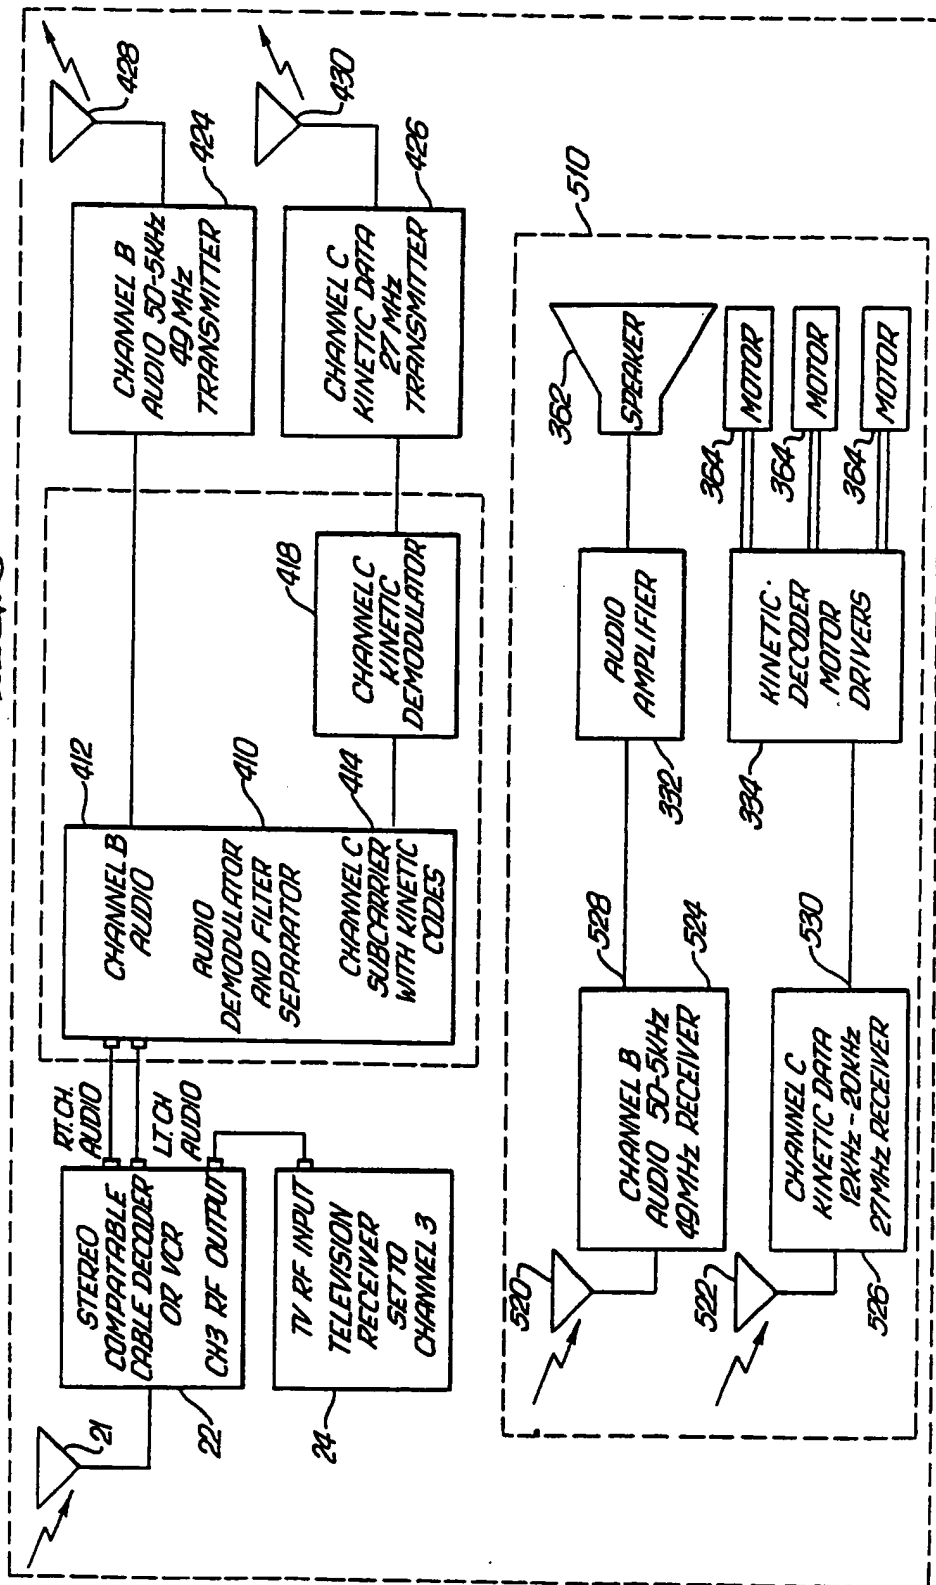 21
STEREO
COMPATABLE
CABLE DECODER
OR VCR
CH3 RF OUTPUT
22
RT.CH.
AUDIO
LT CH
AUDIO
TV RF INPUT
TELEVISION
RECEIVER
SET TO
CHANNEL 3
24
412
CHANNEL B
AUDIO
AUDIO
DEMODULATOR
AND FILTER
SEPARATOR
410
CHANNEL C
SUBCARRIER
WITH KINETIC
CODES
414
CHANNEL C
KINETIC
DEMODULATOR
418
CHANNEL B
AUDIO 50-5KHz
49 MHz
TRANSMITTER
424
428
CHANNEL C
KINETIC DATA
27 MHz
TRANSMITTER
426
430
510
520
CHANNEL B
AUDIO 50-5KHz
49MHz RECEIVER
524
528
AUDIO
AMPLIFIER
332
SPEAKER
362
522
CHANNEL C
KINETIC DATA
12KHz-20KHz
27MHz RECEIVER
526
530
KINETIC
DECODER
MOTOR
DRIVERS
334
364
MOTOR
364
MOTOR
364
MOTOR